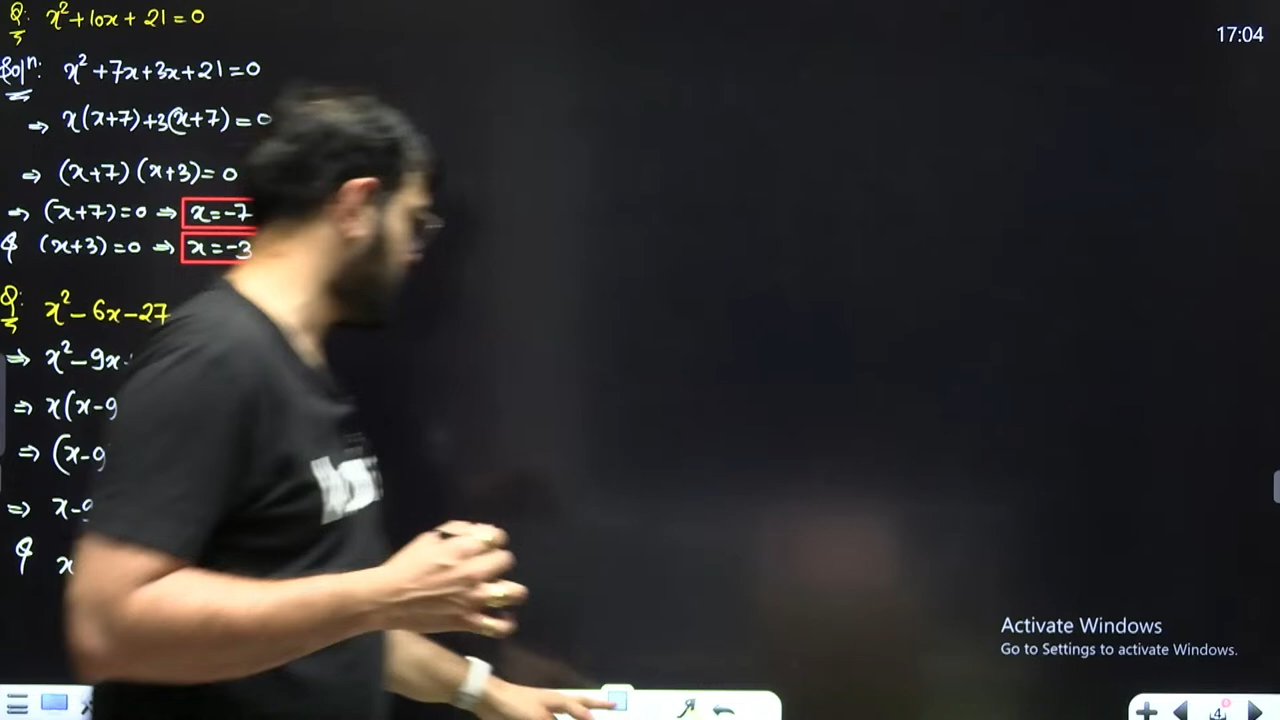 Q: x²+10x+21=0
17:04
Solⁿ: x²+7x+3x+21=0
⇒ x(x+7)+3(x+7)=0
⇒ (x+7)(x+3)=0
⇒ (x+7)=0 ⇒ x=-7
& (x+3)=0 ⇒ x=-3
Q: x²-6x-27
⇒ x²-9x
⇒ x(x-9
⇒ (x-9
⇒ x-9
& x
Activate Windows
Go to Settings to activate Windows.
4